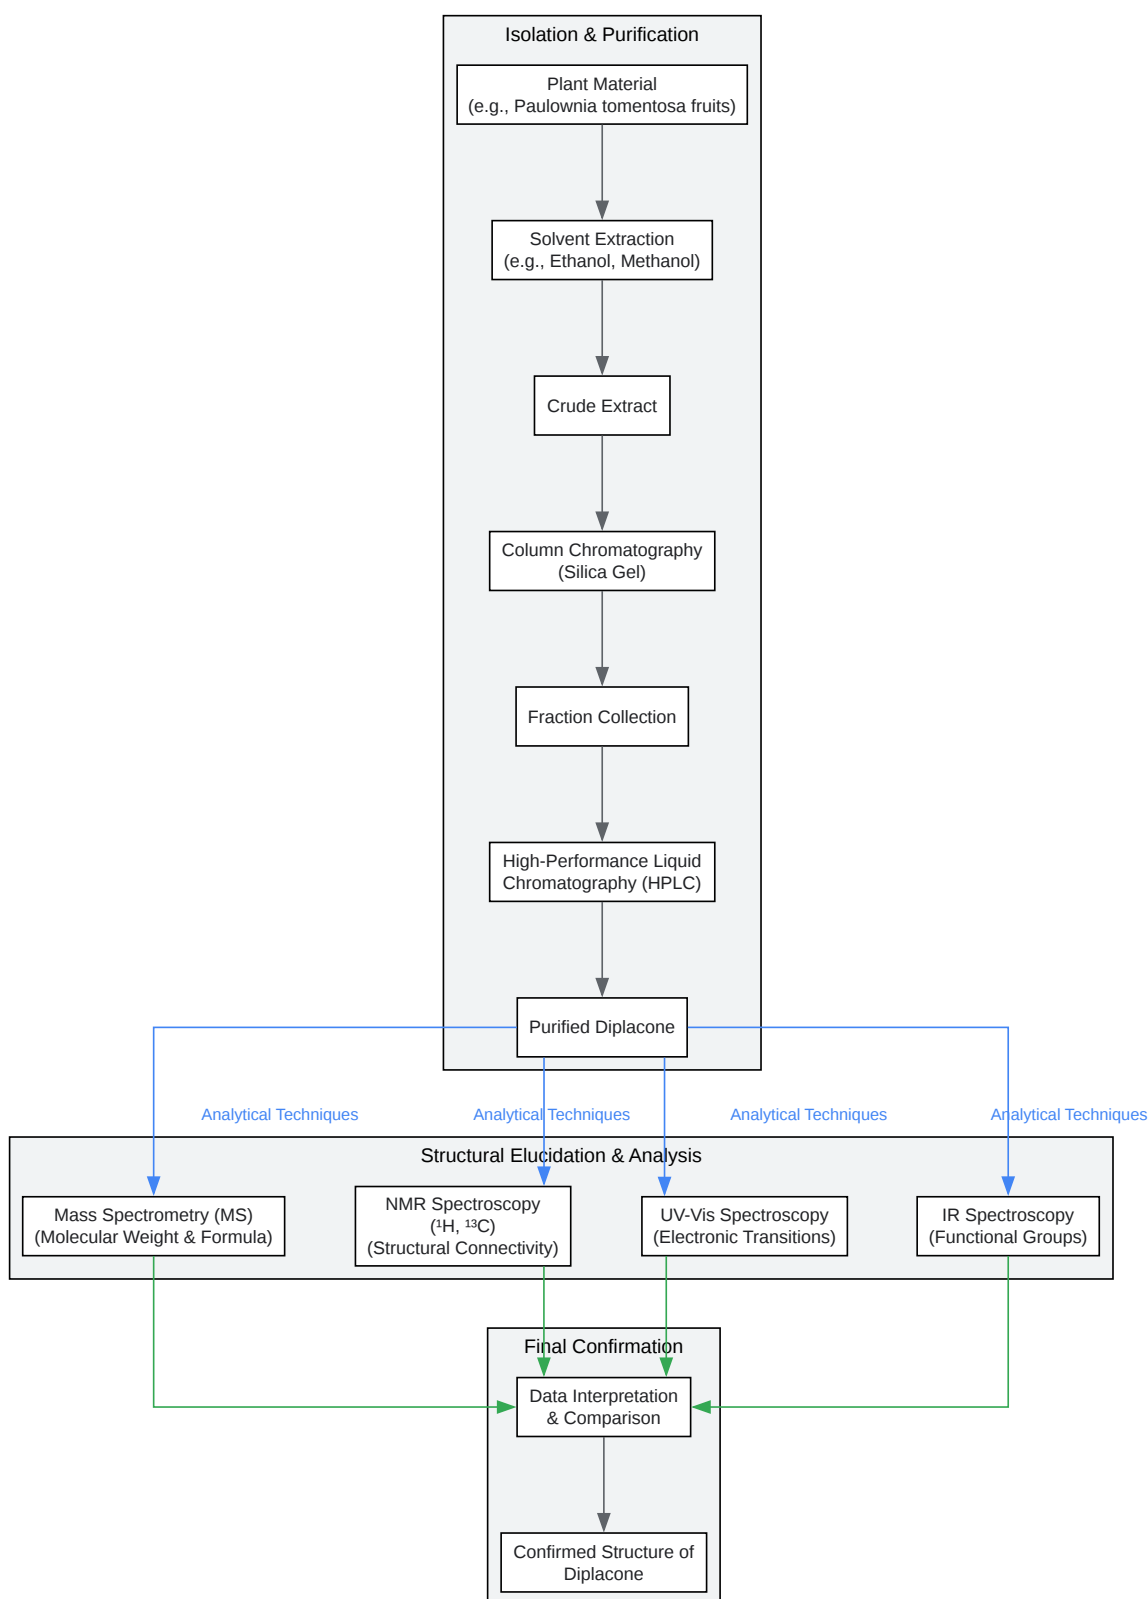 Isolation & Purification
Plant Material
(e.g., Paulownia tomentosa fruits)
Solvent Extraction
(e.g., Ethanol, Methanol)
Crude Extract
Column Chromatography
(Silica Gel)
Fraction Collection
High-Performance Liquid
Chromatography (HPLC)
Purified Diplacone
Analytical Techniques
Analytical Techniques
Analytical Techniques
Analytical Techniques
Structural Elucidation & Analysis
Mass Spectrometry (MS)
(Molecular Weight & Formula)
NMR Spectroscopy
(¹H, ¹³C)
(Structural Connectivity)
UV-Vis Spectroscopy
(Electronic Transitions)
IR Spectroscopy
(Functional Groups)
Final Confirmation
Data Interpretation
& Comparison
Confirmed Structure of
Diplacone